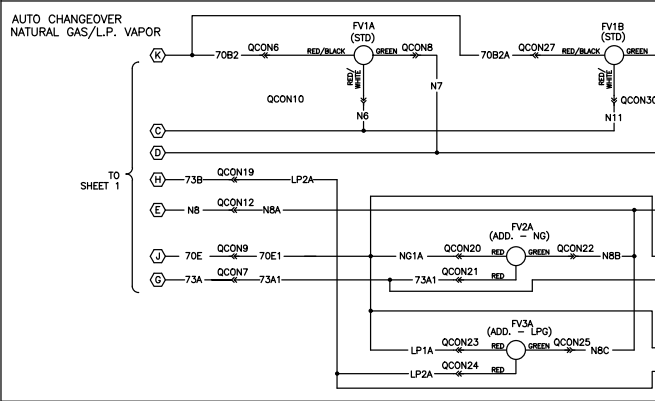 AUTO CHANGEOVER
NATURAL GAS/L.P. VAPOR
FV1A
(STD)
FV1B
(STD)
K
70B2
QCON6
RED/BLACK
GREEN
QCON8
70B2A
QCON27
RED/BLACK
GREEN
RED/
WHITE
N7
RED/
WHITE
QCON10
QCON30
N6
N11
C
D
TO
SHEET 1
H
73B
QCON19
LP2A
E
N8
QCON12
N8A
FV2A
(ADD. – NG)
J
70E
QCON9
70E1
NG1A
QCON20
RED
GREEN
QCON22
N8B
G
73A
QCON7
73A1
73A1
QCON21
RED
FV3A
(ADD. – LPG)
LP1A
QCON23
RED
GREEN
QCON25
N8C
LP2A
QCON24
RED